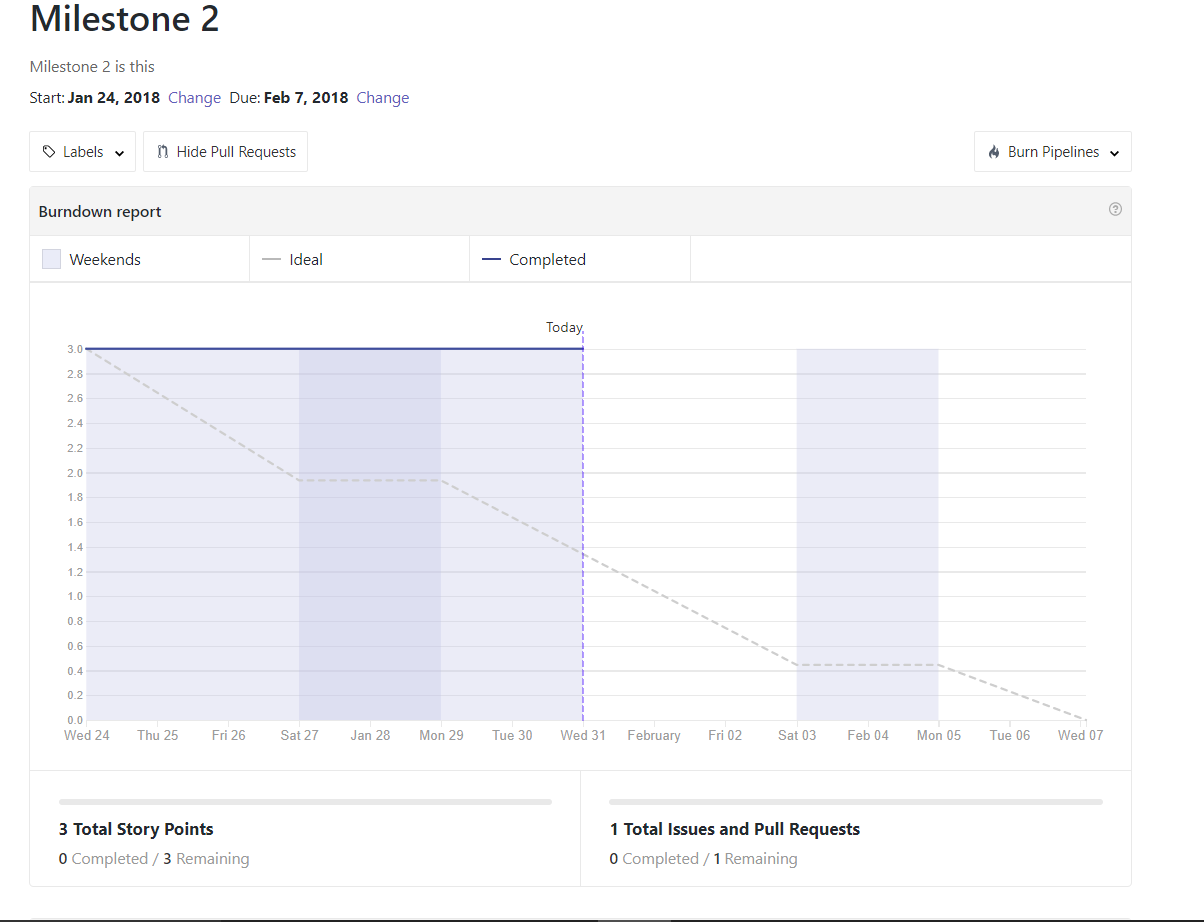 Milestone 2
Milestone 2 is this
Start: Jan 24, 2018 Change Due: Feb 7, 2018 Change
Labels Hide Pull Requests Burn Pipelines
Burndown report
Weekends Ideal Completed
Today
3.0
2.8
2.6
2.4
2.2
2.0
1.8
1.6
1.4
1.2
1.0
0.8
0.6
0.4
0.2
0.0
Wed 24 Thu 25 Fri 26 Sat 27 Jan 28 Mon 29 Tue 30 Wed 31 February Fri 02 Sat 03 Feb 04 Mon 05 Tue 06 Wed 07
3 Total Story Points
0 Completed / 3 Remaining
1 Total Issues and Pull Requests
0 Completed / 1 Remaining